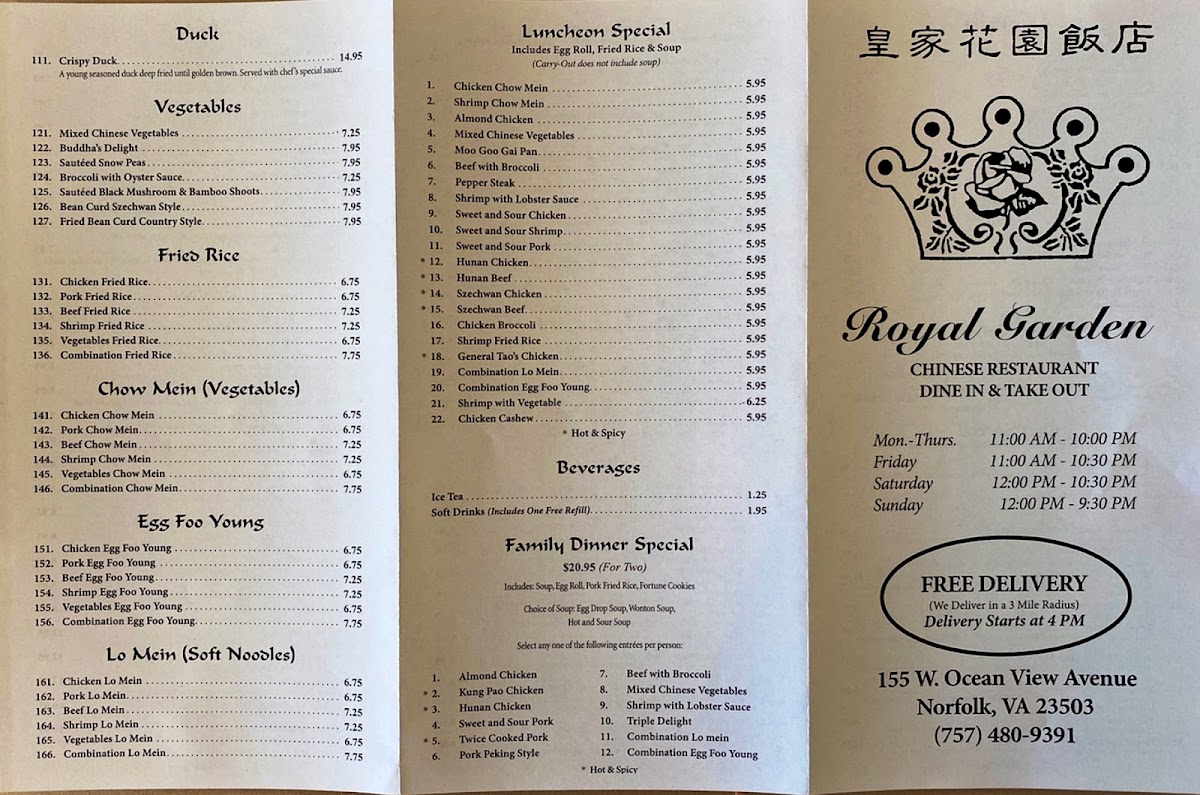 Duck
111. Crispy Duck. 14.95
A young seasoned duck deep fried until golden brown. Served with chef's special sauce.
Vegetables
121. Mixed Chinese Vegetables 7.25
122. Buddha's Delight 7.95
123. Sautéed Snow Peas 7.95
124. Broccoli with Oyster Sauce. 7.25
125. Sautéed Black Mushroom & Bamboo Shoots. 7.95
126. Bean Curd Szechwan Style. 7.95
127. Fried Bean Curd Country Style. 7.95
Fried Rice
131. Chicken Fried Rice. 6.75
132. Pork Fried Rice. 6.75
133. Beef Fried Rice 7.25
134. Shrimp Fried Rice 7.25
135. Vegetables Fried Rice. 6.75
136. Combination Fried Rice 7.75
Chow Mein (Vegetables)
141. Chicken Chow Mein 6.75
142. Pork Chow Mein. 6.75
143. Beef Chow Mein 7.25
144. Shrimp Chow Mein 7.25
145. Vegetables Chow Mein 6.75
146. Combination Chow Mein. 7.75
Egg Foo Young
151. Chicken Egg Foo Young 6.75
152. Pork Egg Foo Young 6.75
153. Beef Egg Foo Young. 7.25
154. Shrimp Egg Foo Young 7.25
155. Vegetables Egg Foo Young 6.75
156. Combination Egg Foo Young. 7.75
Lo Mein (Soft Noodles)
161. Chicken Lo Mein 6.75
162. Pork Lo Mein. 6.75
163. Beef Lo Mein 7.25
164. Shrimp Lo Mein 7.25
165. Vegetables Lo Mein 6.75
166. Combination Lo Mein. 7.75
Luncheon Special
Includes Egg Roll, Fried Rice & Soup
(Carry-Out does not include soup)
1. Chicken Chow Mein 5.95
2. Shrimp Chow Mein 5.95
3. Almond Chicken 5.95
4. Mixed Chinese Vegetables 5.95
5. Moo Goo Gai Pan. 5.95
6. Beef with Broccoli 5.95
7. Pepper Steak 5.95
8. Shrimp with Lobster Sauce 5.95
9. Sweet and Sour Chicken 5.95
10. Sweet and Sour Shrimp. 5.95
11. Sweet and Sour Pork 5.95
* 12. Hunan Chicken. 5.95
* 13. Hunan Beef 5.95
* 14. Szechwan Chicken 5.95
* 15. Szechwan Beef. 5.95
16. Chicken Broccoli 5.95
17. Shrimp Fried Rice 5.95
* 18. General Tao's Chicken. 5.95
19. Combination Lo Mein. 5.95
20. Combination Egg Foo Young. 5.95
21. Shrimp with Vegetable 6.25
22. Chicken Cashew. 5.95
* Hot & Spicy
Beverages
Ice Tea 1.25
Soft Drinks (Includes One Free Refill). 1.95
Family Dinner Special
$20.95 (For Two)
Includes: Soup, Egg Roll, Pork Fried Rice, Fortune Cookies
Choice of Soup: Egg Drop Soup, Wonton Soup,
Hot and Sour Soup
Select any one of the following entrées per person:
1. Almond Chicken
* 2. Kung Pao Chicken
* 3. Hunan Chicken
4. Sweet and Sour Pork
* 5. Twice Cooked Pork
6. Pork Peking Style
7. Beef with Broccoli
8. Mixed Chinese Vegetables
9. Shrimp with Lobster Sauce
10. Triple Delight
11. Combination Lo mein
12. Combination Egg Foo Young
* Hot & Spicy
皇家花園飯店
Royal Garden
CHINESE RESTAURANT
DINE IN & TAKE OUT
Mon.-Thurs. 11:00 AM - 10:00 PM
Friday 11:00 AM - 10:30 PM
Saturday 12:00 PM - 10:30 PM
Sunday 12:00 PM - 9:30 PM
FREE DELIVERY
(We Deliver in a 3 Mile Radius)
Delivery Starts at 4 PM
155 W. Ocean View Avenue
Norfolk, VA 23503
(757) 480-9391